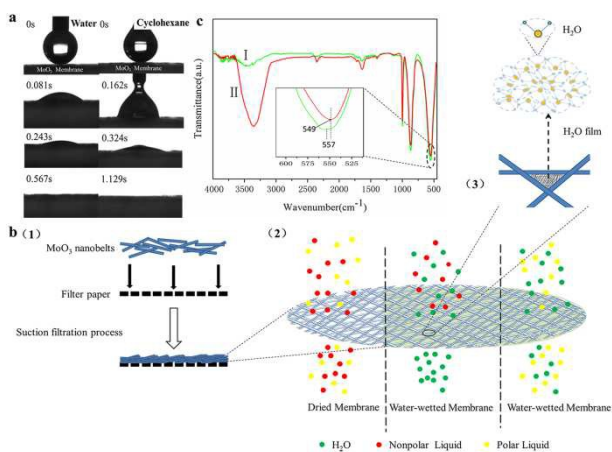 a
0s
Water
0s
Cyclohexane
MoO₃ Membrane
MoO₃ Membrane
0.081s
0.162s
0.243s
0.324s
0.567s
1.129s
c
I
II
549
557
600
575
550
525
Transmittance(a.u.)
4000
3500
3000
2500
2000
1500
1000
500
Wavenumber(cm⁻¹)
H₂O
H₂O film
(3)
b (1)
MoO₃ nanobelts
Filter paper
Suction filtration process
(2)
Dried Membrane
Water-wetted Membrane
Water-wetted Membrane
H₂O
Nonpolar Liquid
Polar Liquid